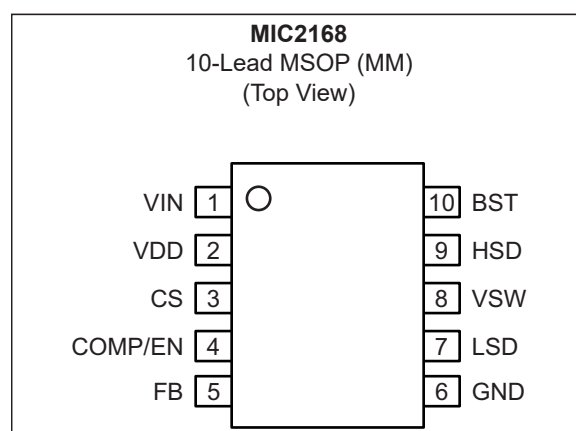 MIC2168
10-Lead MSOP (MM)
(Top View)
VIN 1 10 BST
VDD 2 9 HSD
CS 3 8 VSW
COMP/EN 4 7 LSD
FB 5 6 GND